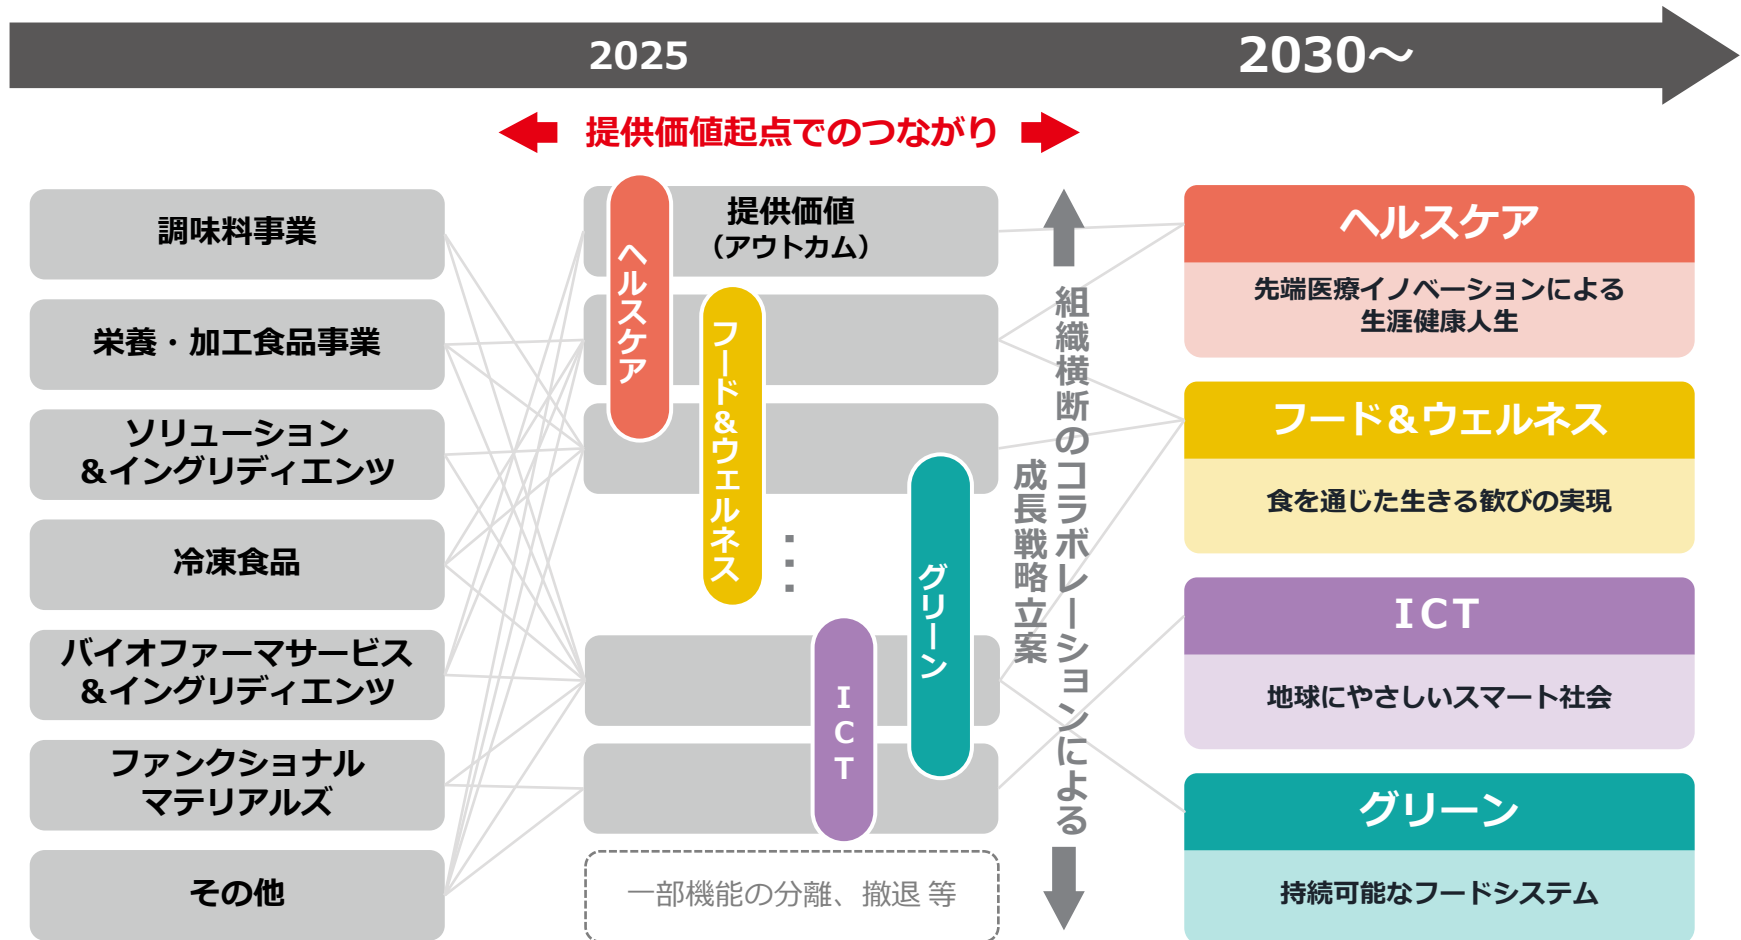 2025
2030～
提供価値起点でのつながり
調味料事業
栄養・加工食品事業
ソリューション
＆イングリディエンツ
冷凍食品
バイオファーマサービス
＆イングリディエンツ
ファンクショナル
マテリアルズ
その他
提供価値
（アウトカム）
ヘルスケア
フード＆ウェルネス
・・・
ICT
グリーン
一部機能の分離、撤退 等
組織横断のコラボレーションによる
成長戦略立案
ヘルスケア
先端医療イノベーションによる
生涯健康人生
フード＆ウェルネス
食を通じた生きる歓びの実現
ICT
地球にやさしいスマート社会
グリーン
持続可能なフードシステム